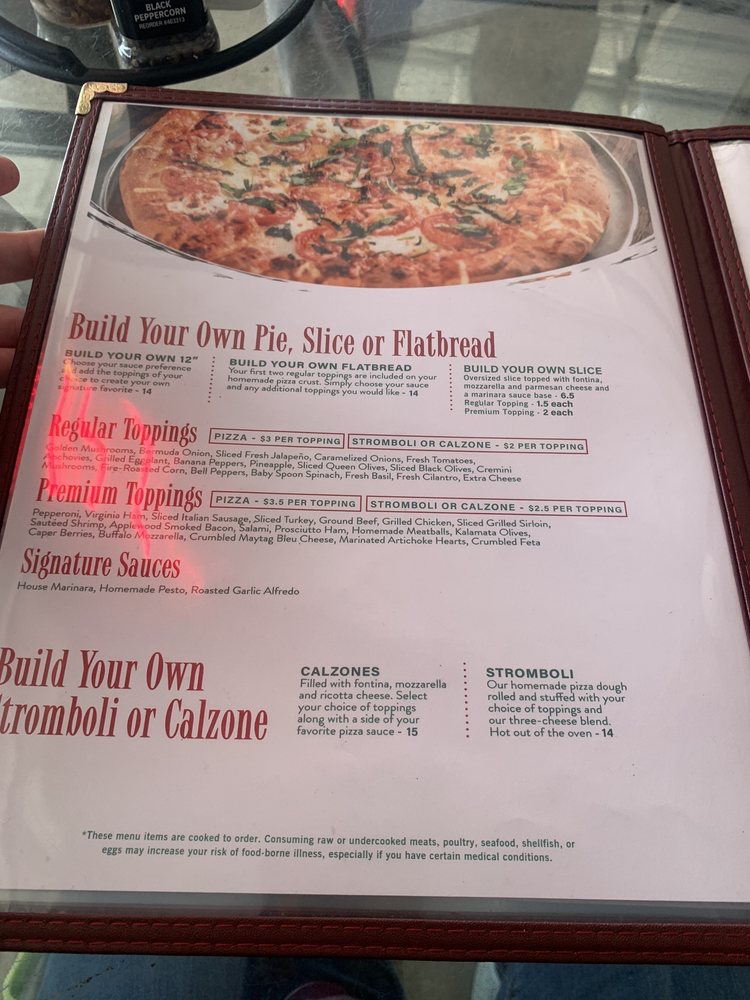 BLACK
PEPPERCORN
REORDER #463313
Build Your Own Pie, Slice or Flatbread
BUILD YOUR OWN 12"
Choose your sauce preference
and add the toppings of your
choice to create your own
signature favorite - 14
BUILD YOUR OWN FLATBREAD
Your first two regular toppings are included on your
homemade pizza crust. Simply choose your sauce
and any additional toppings you would like - 14
BUILD YOUR OWN SLICE
Oversized slice topped with fontina,
mozzarella and parmesan cheese and
a marinara sauce base - 6.5
Regular Topping - 1.5 each
Premium Topping - 2 each
Regular Toppings PIZZA - $3 PER TOPPING STROMBOLI OR CALZONE - $2 PER TOPPING
Golden Mushrooms, Bermuda Onion, Sliced Fresh Jalapeño, Caramelized Onions, Fresh Tomatoes,
Anchovies, Grilled Eggplant, Banana Peppers, Pineapple, Sliced Queen Olives, Sliced Black Olives, Cremini
Mushrooms, Fire-Roasted Corn, Bell Peppers, Baby Spoon Spinach, Fresh Basil, Fresh Cilantro, Extra Cheese
Premium Toppings PIZZA - $3.5 PER TOPPING STROMBOLI OR CALZONE - $2.5 PER TOPPING
Pepperoni, Virginia Ham, Sliced Italian Sausage, Sliced Turkey, Ground Beef, Grilled Chicken, Sliced Grilled Sirloin,
Sautéed Shrimp, Applewood Smoked Bacon, Salami, Prosciutto Ham, Homemade Meatballs, Kalamata Olives,
Caper Berries, Buffalo Mozzarella, Crumbled Maytag Bleu Cheese, Marinated Artichoke Hearts, Crumbled Feta
Signature Sauces
House Marinara, Homemade Pesto, Roasted Garlic Alfredo
Build Your Own
tromboli or Calzone
CALZONES
Filled with fontina, mozzarella
and ricotta cheese. Select
your choice of toppings
along with a side of your
favorite pizza sauce - 15
STROMBOLI
Our homemade pizza dough
rolled and stuffed with your
choice of toppings and
our three-cheese blend.
Hot out of the oven - 14
*These menu items are cooked to order. Consuming raw or undercooked meats, poultry, seafood, shellfish, or
eggs may increase your risk of food-borne illness, especially if you have certain medical conditions.